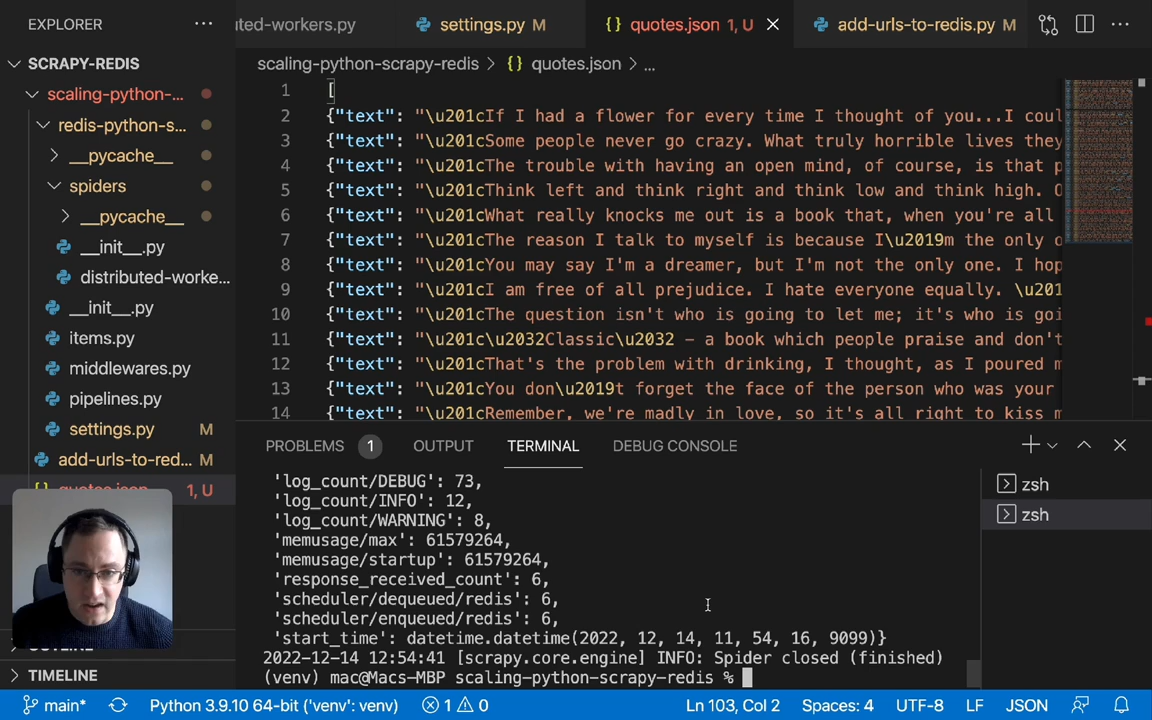 EXPLORER
uted-workers.py settings.py M {} quotes.json 1, U add-urls-to-redis.py M
SCRAPY-REDIS
scaling-python-scrapy-redis > {} quotes.json > ...
scaling-python-...
redis-python-s...
__pycache__
spiders
__pycache__
__init__.py
distributed-worke...
__init__.py
items.py
middlewares.py
pipelines.py
settings.py M
add-urls-to-red... M
1, U
TIMELINE
1 [
2 {"text": "\u201cIf I had a flower for every time I thought of you...I coul
3 {"text": "\u201cSome people never go crazy. What truly horrible lives they
4 {"text": "\u201cThe trouble with having an open mind, of course, is that p
5 {"text": "\u201cThink left and think right and think low and think high. O
6 {"text": "\u201cWhat really knocks me out is a book that, when you're all
7 {"text": "\u201cThe reason I talk to myself is because I\u2019m the only o
8 {"text": "\u201cYou may say I'm a dreamer, but I'm not the only one. I hop
9 {"text": "\u201cI am free of all prejudice. I hate everyone equally. \u201
10 {"text": "\u201cThe question isn't who is going to let me; it's who is goi
11 {"text": "\u201c\u2032Classic\u2032 - a book which people praise and don't
12 {"text": "\u201cThat's the problem with drinking, I thought, as I poured m
13 {"text": "\u201cYou don\u2019t forget the face of the person who was your
14 {"text": "\u201cRemember, we're madly in love, so it's all right to kiss m
PROBLEMS 1 OUTPUT TERMINAL DEBUG CONSOLE
'log_count/DEBUG': 73,
'log_count/INFO': 12,
'log_count/WARNING': 8,
'memusage/max': 61579264,
'memusage/startup': 61579264,
'response_received_count': 6,
'scheduler/dequeued/redis': 6,
'scheduler/enqueued/redis': 6,
'start_time': datetime.datetime(2022, 12, 14, 11, 54, 16, 9099)}
2022-12-14 12:54:41 [scrapy.core.engine] INFO: Spider closed (finished)
(venv) mac@Macs-MBP scaling-python-scrapy-redis %
zsh
zsh
main* Python 3.9.10 64-bit ('venv': venv) 1 0 Ln 103, Col 2 Spaces: 4 UTF-8 LF JSON